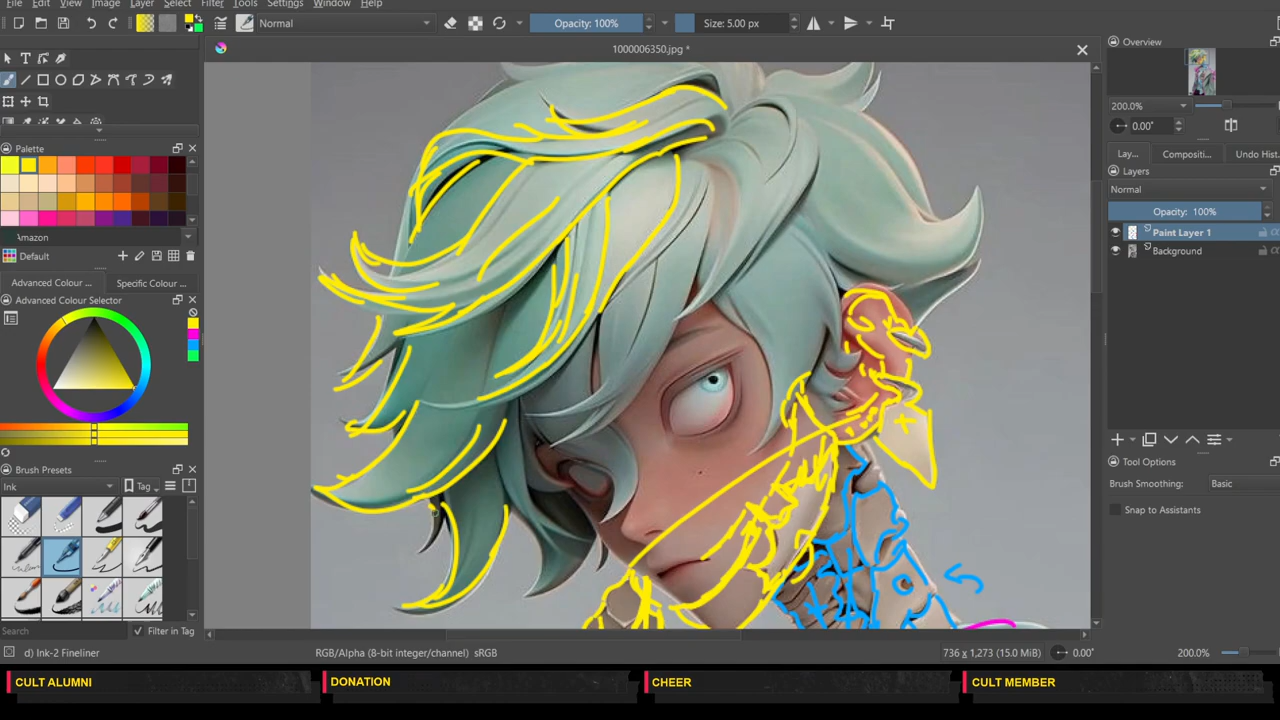 File Edit View Image Layer Select Filter Tools Settings Window Help
Normal
Opacity: 100%
Size: 5.00 px
1000006350.jpg *
Palette
Amazon
Default
Advanced Colour Selec...
Specific Colour ...
Advanced Colour Selector
Brush Presets
Ink
Tag
Search
Filter in Tag
Overview
200.0%
0.00°
Lay...
Compositi...
Undo Hist...
Layers
Normal
Opacity: 100%
Paint Layer 1
Background
Tool Options
Brush Smoothing:
Basic
Snap to Assistants
d) Ink-2 Fineliner
RGB/Alpha (8-bit integer/channel) sRGB
736 x 1,273 (15.0 MiB)
0.00°
200.0%
CULT ALUMNI
DONATION
CHEER
CULT MEMBER